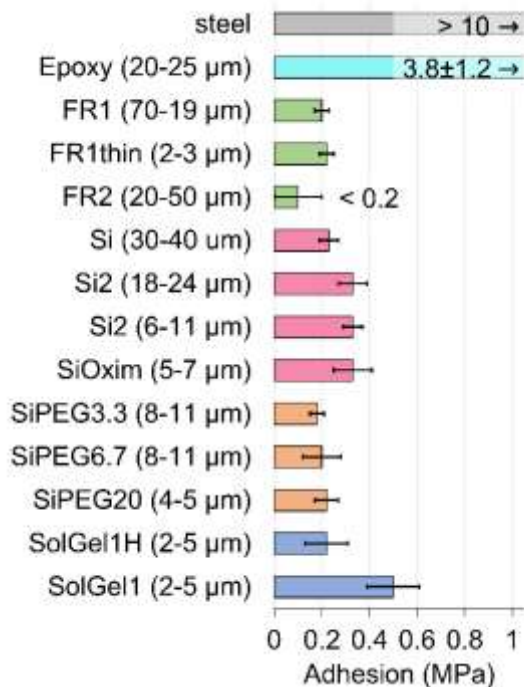 steel
> 10 →
Epoxy (20-25 µm)
3.8±1.2 →
FR1 (70-19 µm)
FR1thin (2-3 µm)
FR2 (20-50 µm)
< 0.2
Si (30-40 um)
Si2 (18-24 µm)
Si2 (6-11 µm)
SiOxim (5-7 µm)
SiPEG3.3 (8-11 µm)
SiPEG6.7 (8-11 µm)
SiPEG20 (4-5 µm)
SolGel1H (2-5 µm)
SolGel1 (2-5 µm)
0 0.2 0.4 0.6 0.8 1
Adhesion (MPa)